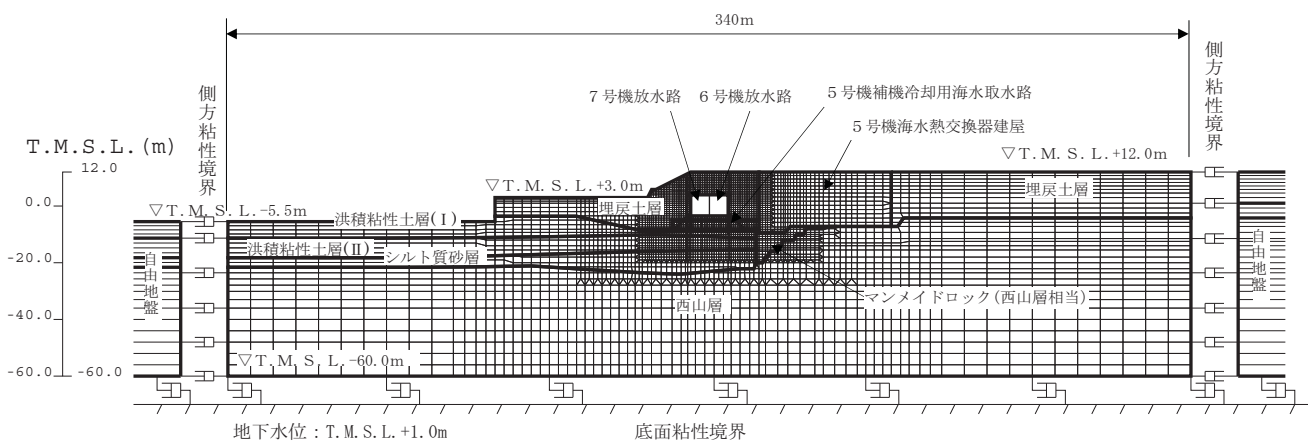 340m
側方粘性境界
側方粘性境界
7号機放水路
6号機放水路
5号機補機冷却用海水取水路
5号機海水熱交換器建屋
T.M.S.L.(m)
12.0
▽T.M.S.L.+12.0m
▽T.M.S.L.+3.0m
埋戻土層
埋戻土層
0.0
▽T.M.S.L.-5.5m
洪積粘性土層(Ⅰ)
洪積粘性土層(Ⅱ)
シルト質砂層
自由地盤
自由地盤
-20.0
マンメイドロック(西山層相当)
西山層
-40.0
▽T.M.S.L.-60.0m
-60.0
-60.0
地下水位：T.M.S.L.+1.0m
底面粘性境界